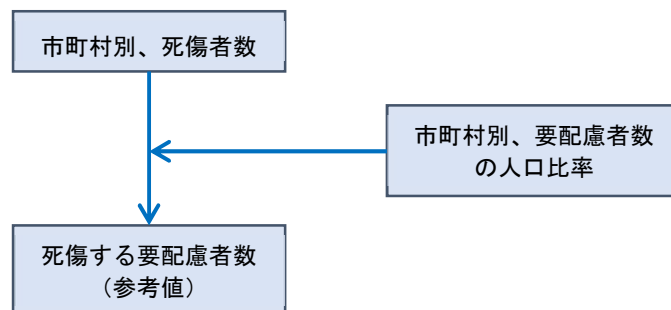 市町村別、死傷者数
市町村別、要配慮者数
の人口比率
死傷する要配慮者数
（参考値）